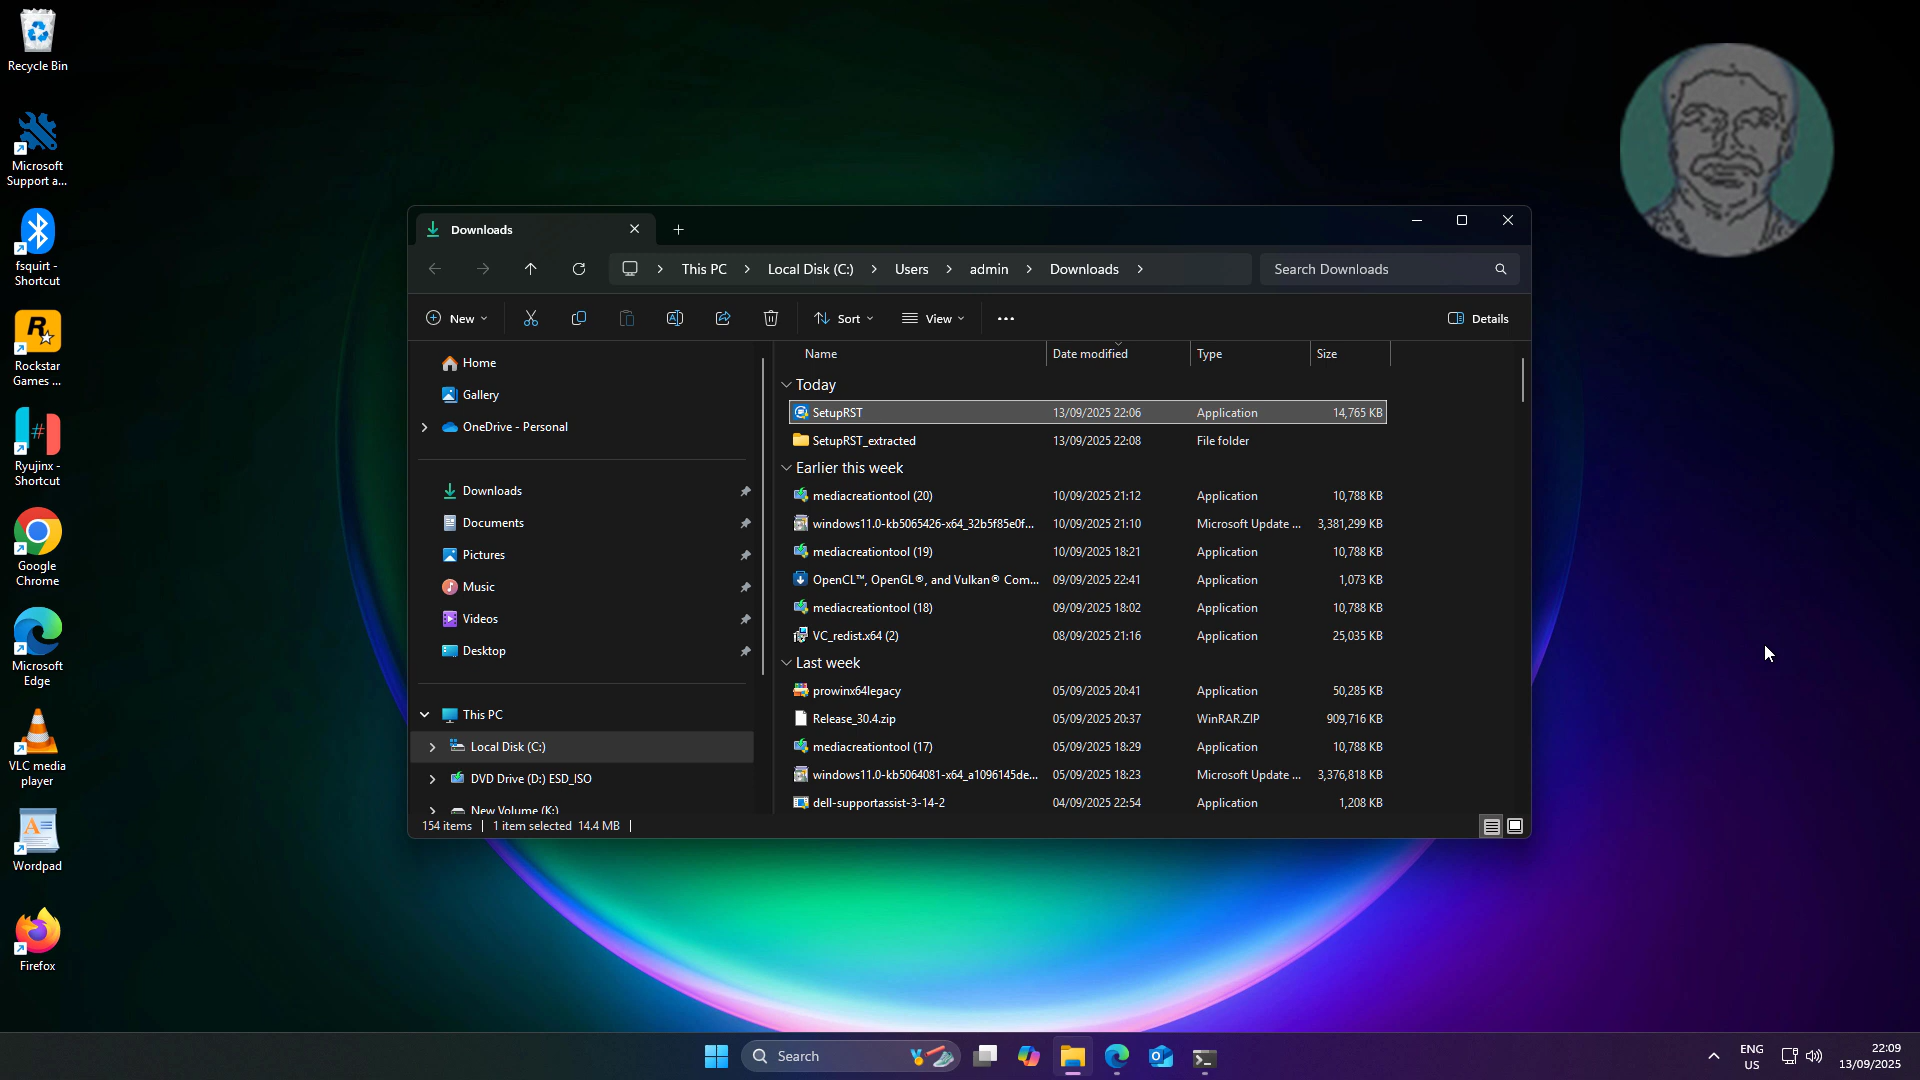 Recycle Bin
Microsoft
Support a...
fsquirt -
Shortcut
Rockstar
Games ...
Ryujinx -
Shortcut
Google
Chrome
Microsoft
Edge
VLC media
player
Wordpad
Firefox
Downloads
This PC > Local Disk (C:) > Users > admin > Downloads >
Search Downloads
New
Sort
View
Details
Home
Gallery
OneDrive - Personal
Downloads
Documents
Pictures
Music
Videos
Desktop
This PC
Local Disk (C:)
DVD Drive (D:) ESD_ISO
New Volume (K:)
Name Date modified Type Size
Today
SetupRST 13/09/2025 22:06 Application 14,765 KB
SetupRST_extracted 13/09/2025 22:08 File folder
Earlier this week
mediacreationtool (20) 10/09/2025 21:12 Application 10,788 KB
windows11.0-kb5065426-x64_32b5f85e0f... 10/09/2025 21:10 Microsoft Update ... 3,381,299 KB
mediacreationtool (19) 10/09/2025 18:21 Application 10,788 KB
OpenCL™, OpenGL®, and Vulkan® Com... 09/09/2025 22:41 Application 1,073 KB
mediacreationtool (18) 09/09/2025 18:02 Application 10,788 KB
VC_redist.x64 (2) 08/09/2025 21:16 Application 25,035 KB
Last week
prowinx64legacy 05/09/2025 20:41 Application 50,285 KB
Release_30.4.zip 05/09/2025 20:37 WinRAR.ZIP 909,716 KB
mediacreationtool (17) 05/09/2025 18:29 Application 10,788 KB
windows11.0-kb5064081-x64_a1096145de... 05/09/2025 18:23 Microsoft Update ... 3,376,818 KB
dell-supportassist-3-14-2 04/09/2025 22:54 Application 1,208 KB
154 items 1 item selected 14.4 MB
Search
ENG
US
22:09
13/09/2025